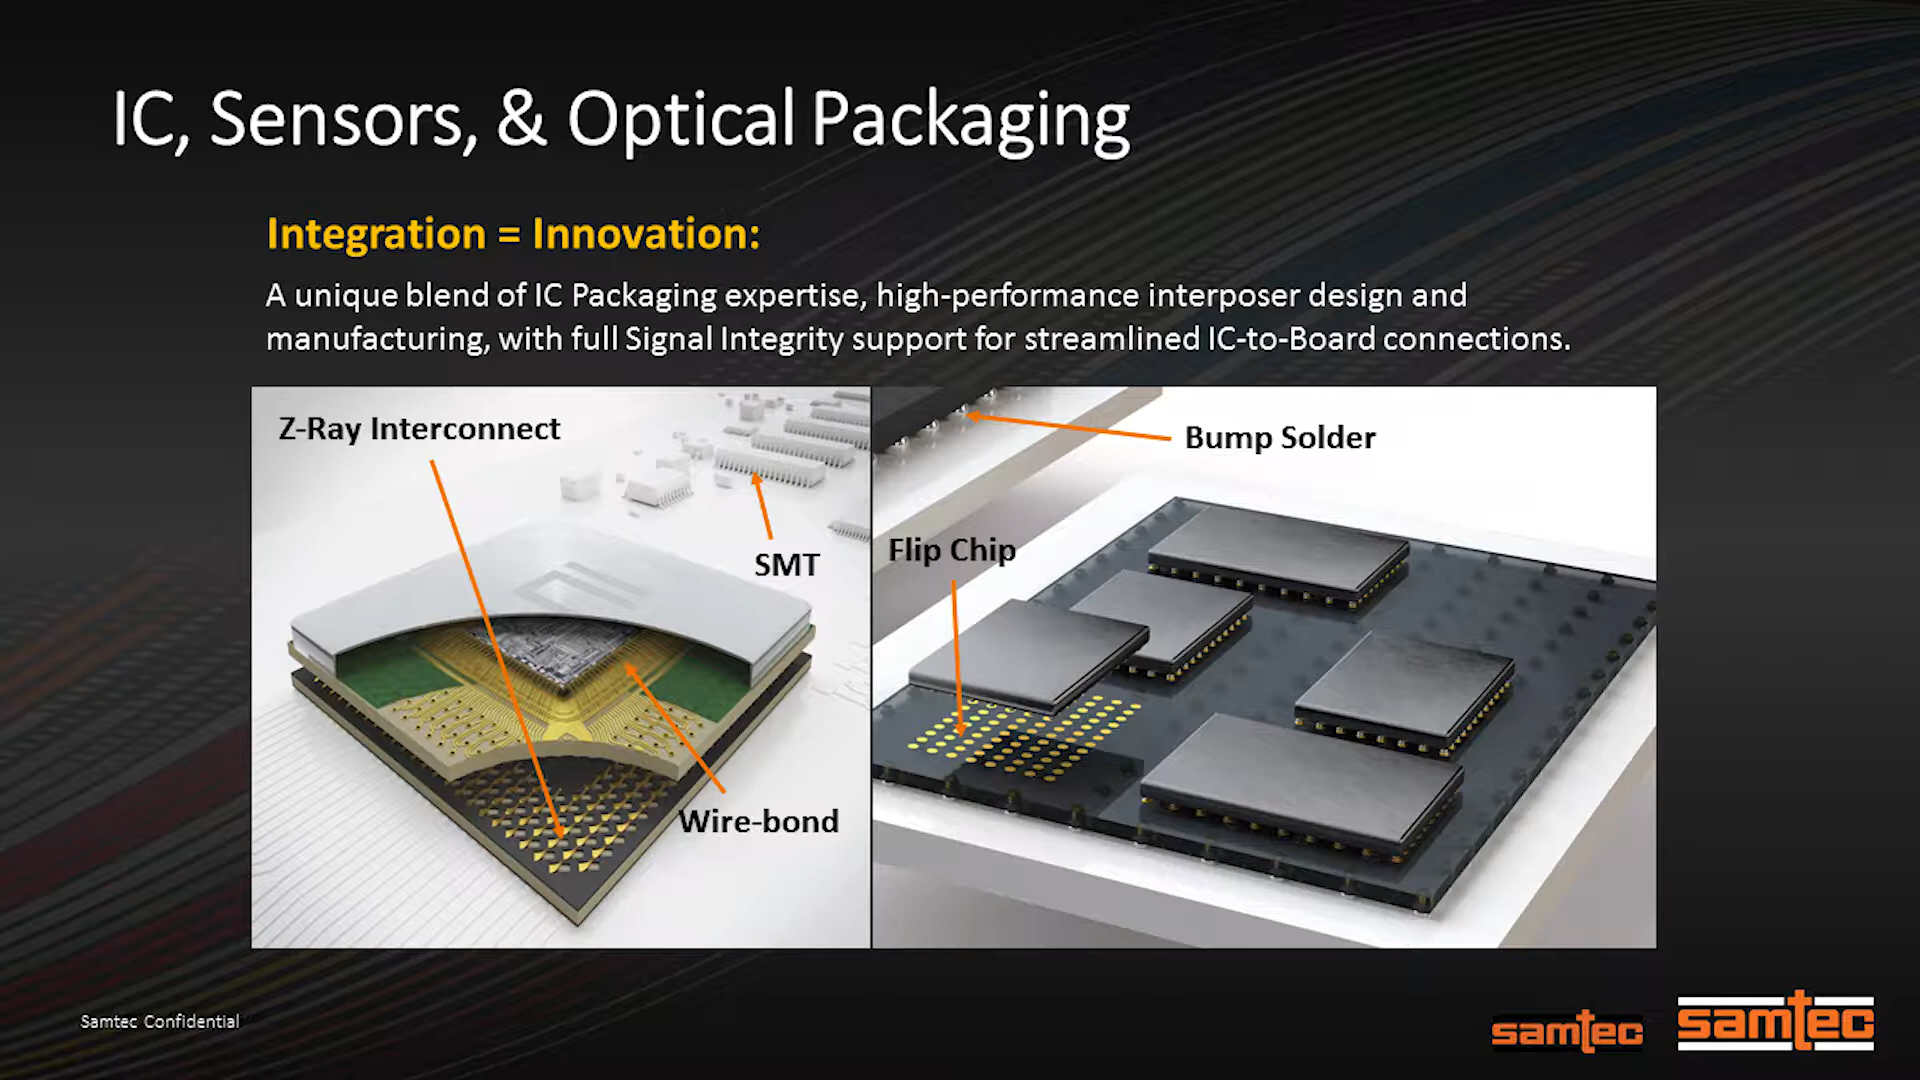 IC, Sensors, & Optical Packaging
Integration = Innovation:
A unique blend of IC Packaging expertise, high-performance interposer design and
manufacturing, with full Signal Integrity support for streamlined IC-to-Board connections.
Z-Ray Interconnect
SMT
Wire-bond
Bump Solder
Flip Chip
Samtec Confidential
samtec
samtec